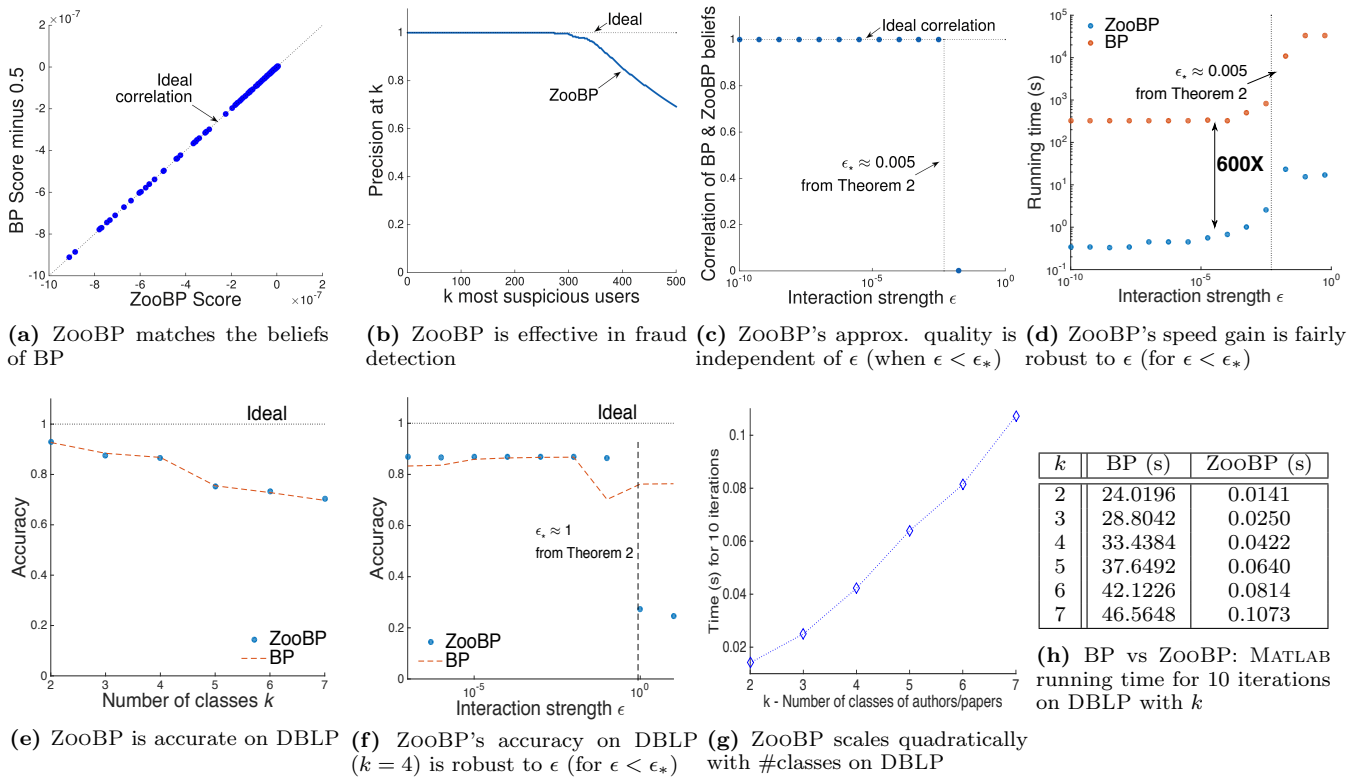 2 ×10⁻⁷
0
-2
-4
-6
-8
-10
BP Score minus 0.5
Ideal
correlation
-10 -8 -6 -4 -2 0 2
ZooBP Score ×10⁻⁷
(a) ZooBP matches the beliefs
of BP
1
0.8
0.6
0.4
0.2
0
Precision at k
Ideal
ZooBP
0 100 200 300 400 500
k most suspicious users
(b) ZooBP is effective in fraud
detection
1
0.8
0.6
0.4
0.2
0
Correlation of BP & ZooBP beliefs
Ideal correlation
ϵ* ≈ 0.005
from Theorem 2
10⁻¹⁰ 10⁻⁵ 10⁰
Interaction strength ϵ
(c) ZooBP's approx. quality is
independent of ϵ (when ϵ < ϵ*)
10⁵
10⁴
10³
10²
10¹
10⁰
10⁻¹
Running time (s)
ZooBP
BP
ϵ* ≈ 0.005
from Theorem 2
600X
10⁻¹⁰ 10⁻⁵ 10⁰
Interaction strength ϵ
(d) ZooBP's speed gain is fairly
robust to ϵ (for ϵ < ϵ*)
1
0.8
0.6
0.4
0.2
0
Accuracy
Ideal
ZooBP
BP
2 3 4 5 6 7
Number of classes k
(e) ZooBP is accurate on DBLP
1
0.8
0.6
0.4
0.2
0
Accuracy
Ideal
ϵ* ≈ 1
from Theorem 2
ZooBP
BP
10⁻⁵ 10⁰
Interaction strength ϵ
(f) ZooBP's accuracy on DBLP
(k = 4) is robust to ϵ (for ϵ < ϵ*)
0.1
0.08
0.06
0.04
0.02
Time (s) for 10 iterations
2 3 4 5 6 7
k - Number of classes of authors/papers
(g) ZooBP scales quadratically
with #classes on DBLP
k BP (s) ZooBP (s)
2 24.0196 0.0141
3 28.8042 0.0250
4 33.4384 0.0422
5 37.6492 0.0640
6 42.1226 0.0814
7 46.5648 0.1073
(h) BP vs ZooBP: Matlab
running time for 10 iterations
on DBLP with k